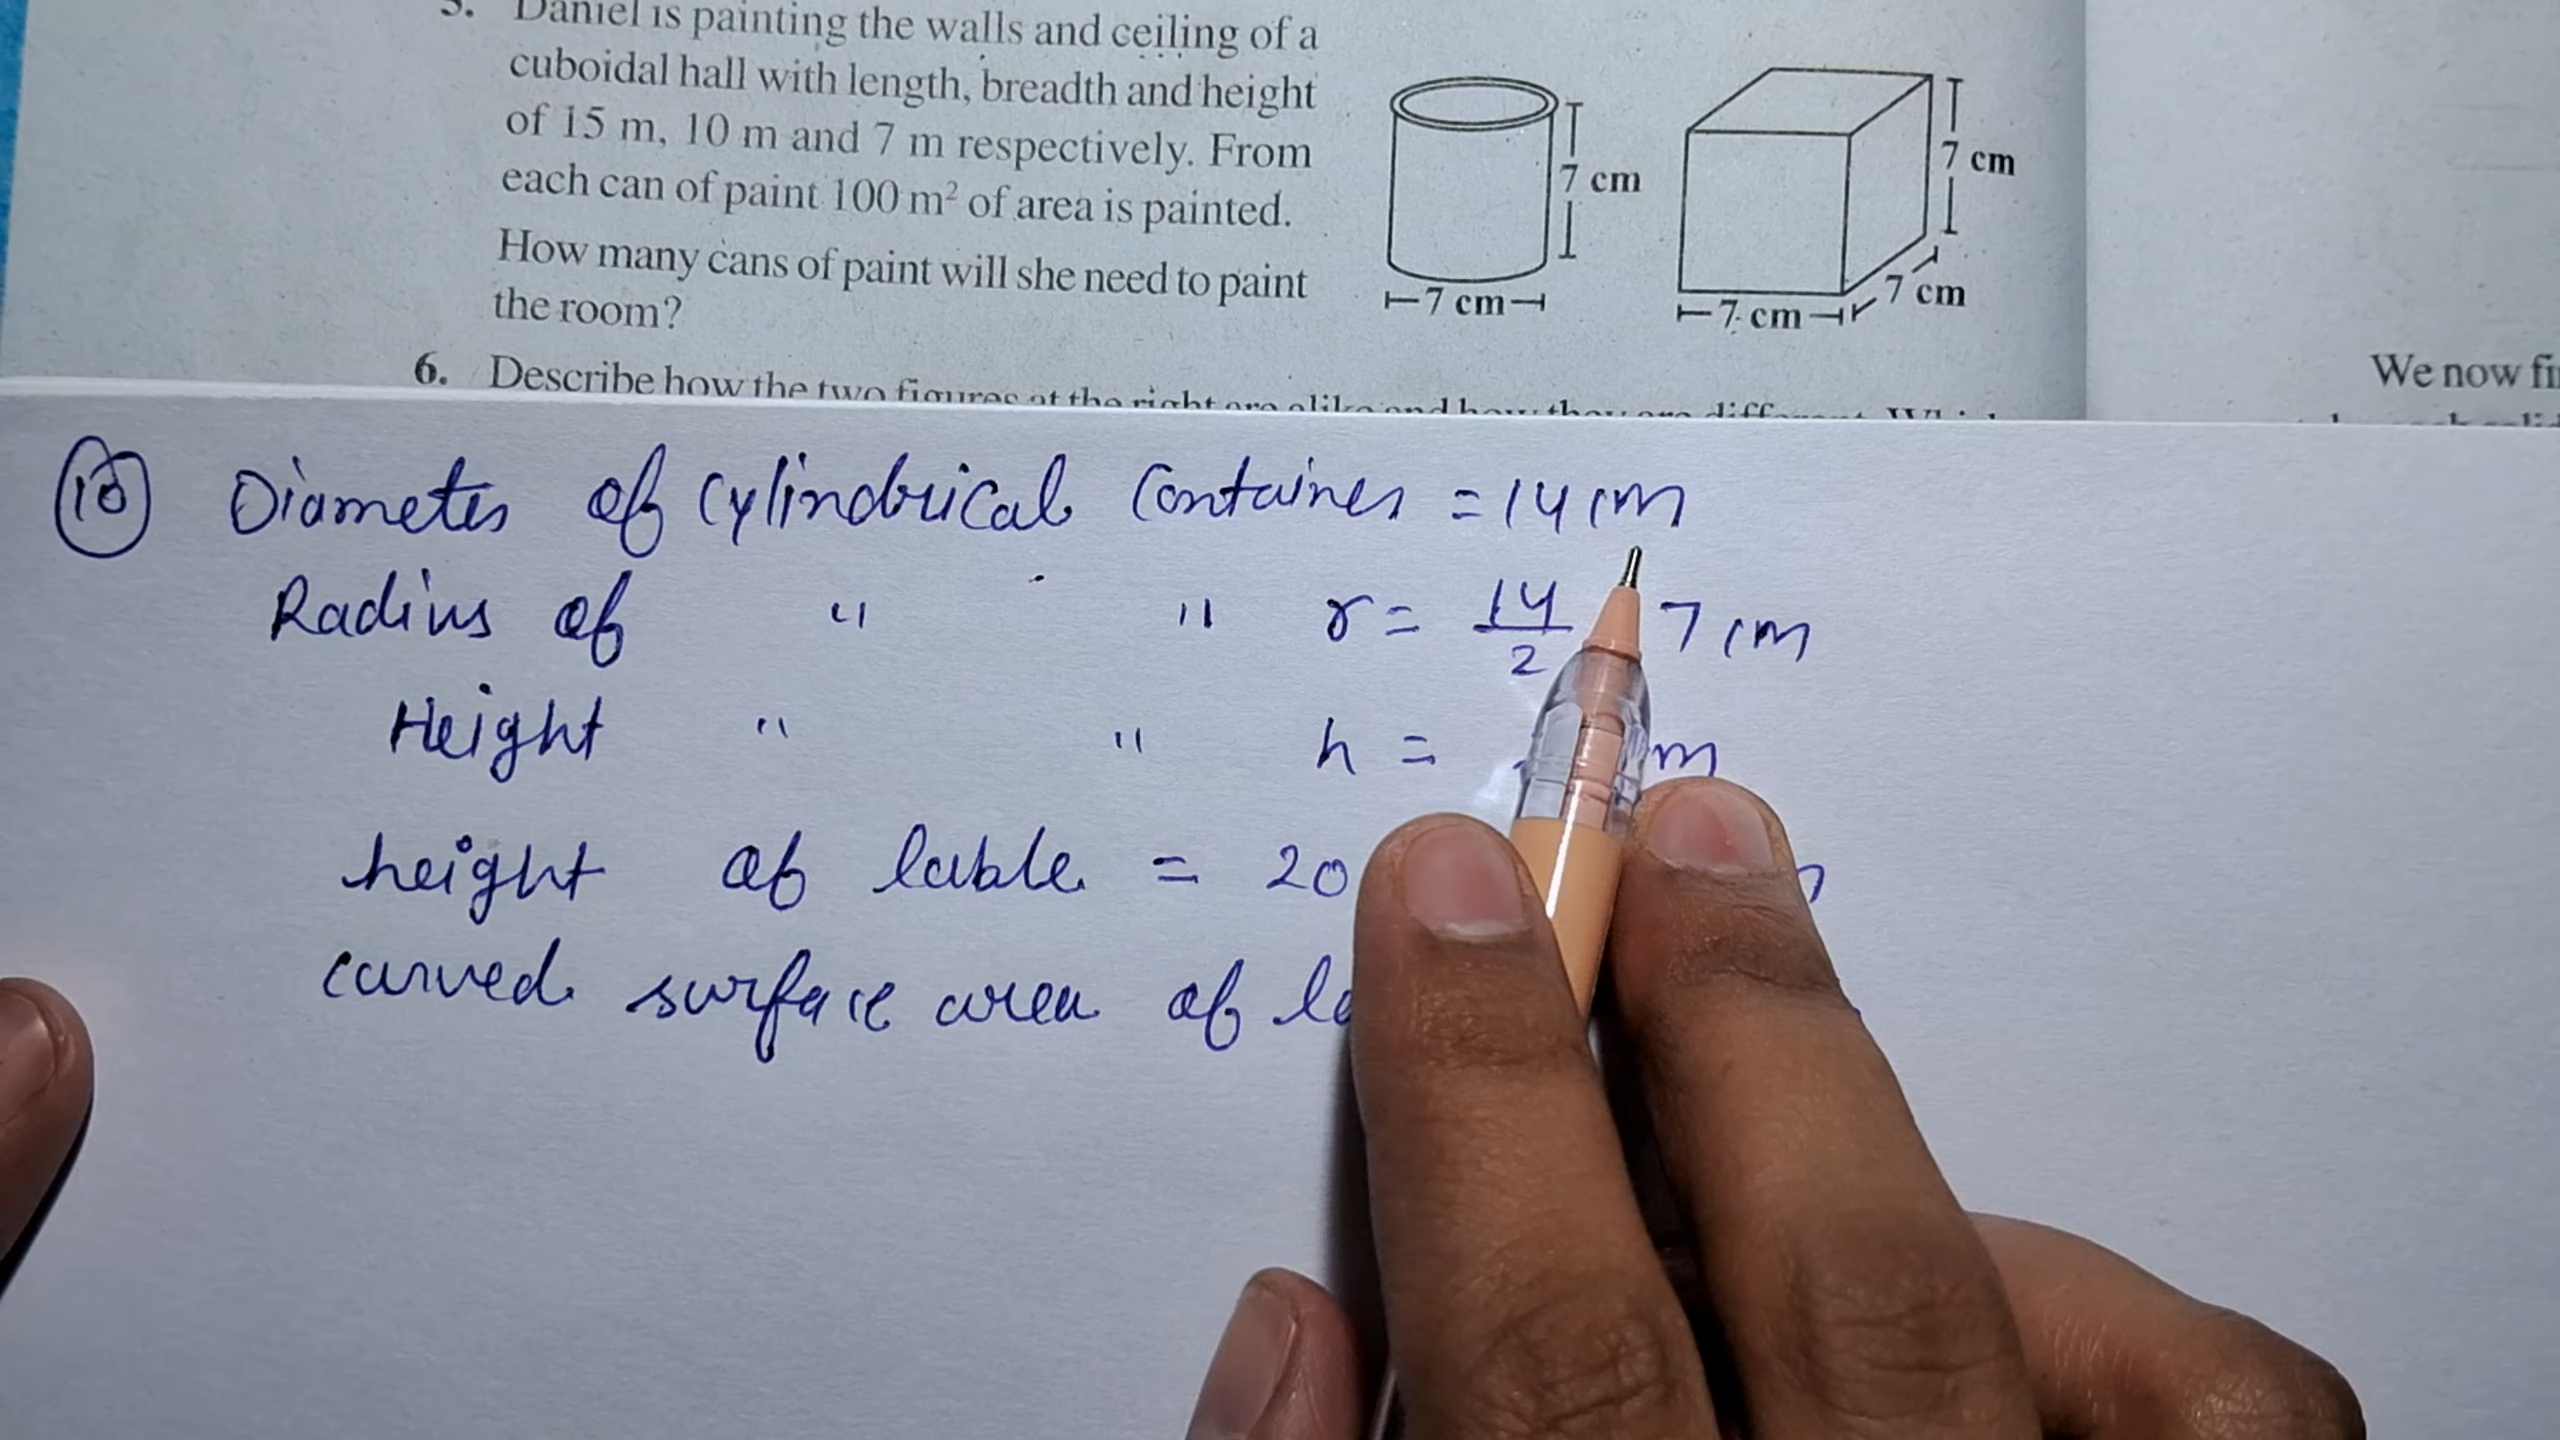 5. Daniel is painting the walls and ceiling of a
cuboidal hall with length, breadth and height
of 15 m, 10 m and 7 m respectively. From
each can of paint 100 m² of area is painted.
How many cans of paint will she need to paint
the room?
7 cm
7 cm
7 cm
7 cm
7 cm
6. Describe how the two figures at the right are alike and how they are different.
We now
10 Diameter of Cylindrical Container = 14 cm
Radius of " " r = 14/2 7 cm
Height " " h = m
height of lable = 20
curved surface area of